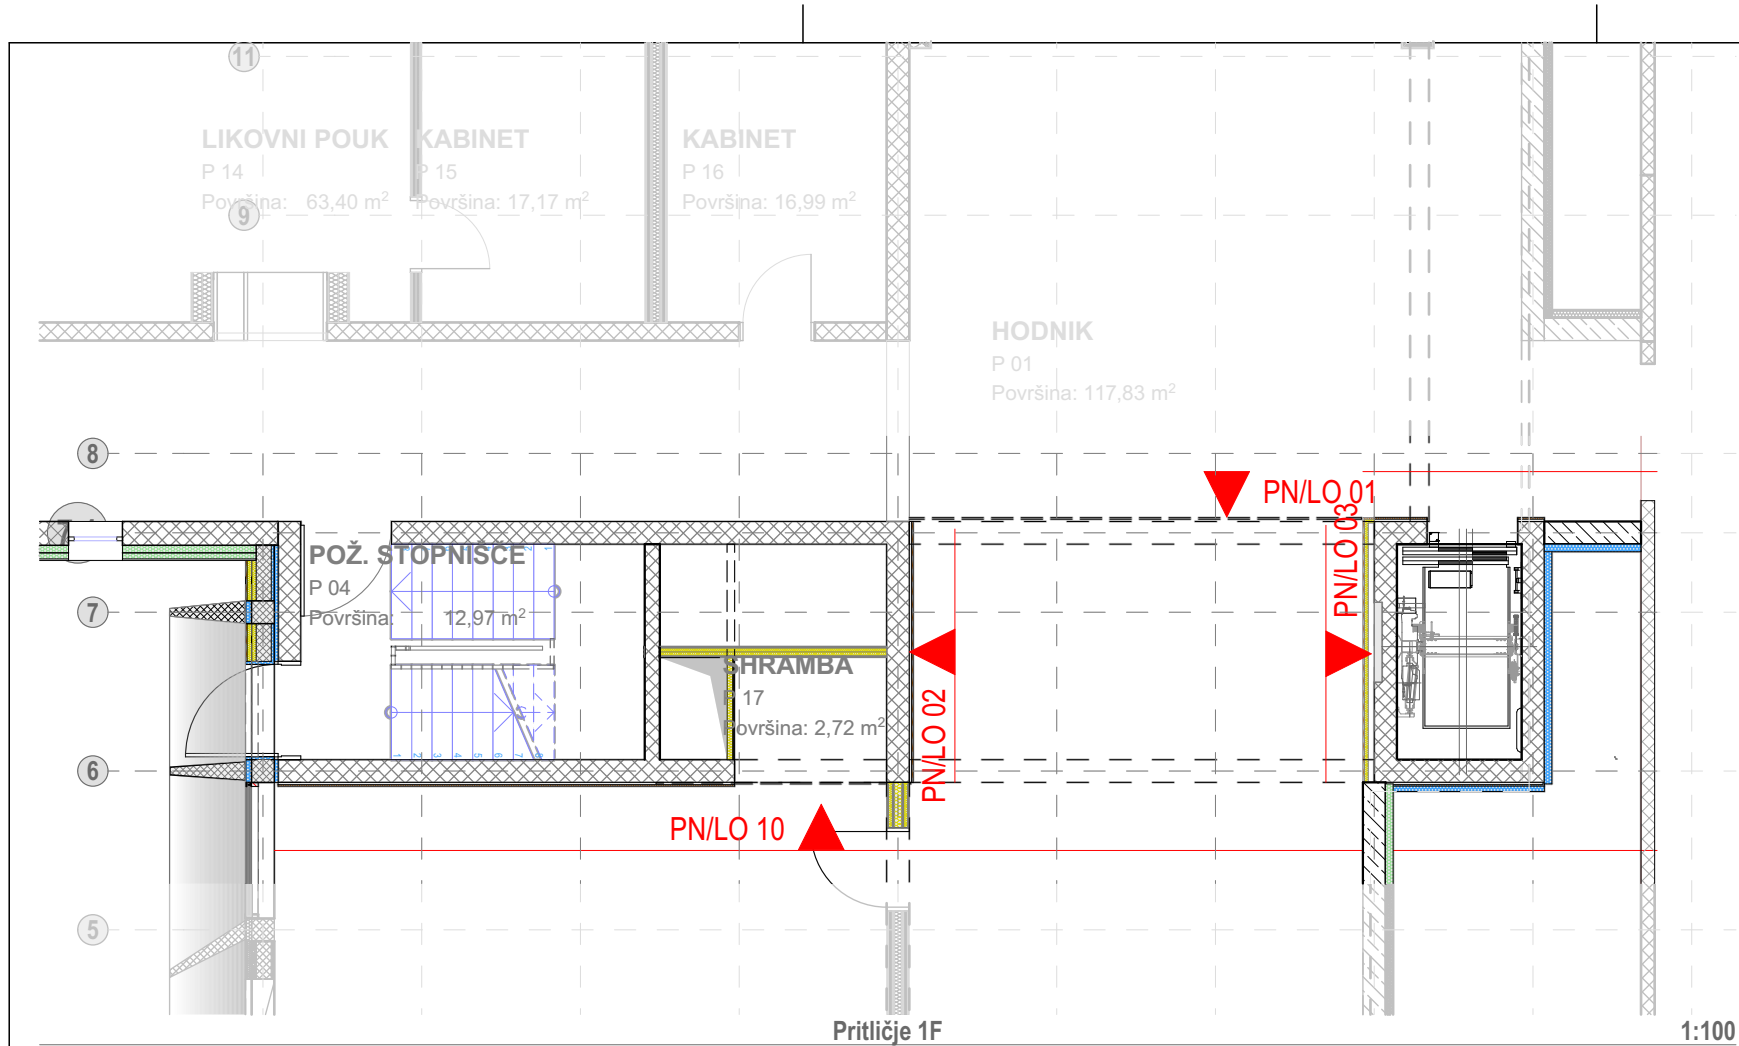 11
LIKOVNI POUK
P 14
Površina: 63,40 m²
KABINET
P 15
Površina: 17,17 m²
KABINET
P 16
Površina: 16,99 m²
9
HODNIK
P 01
Površina: 117,83 m²
8
PN/LO 01
PN/LO 03
POŽ. STOPNIŠČE
P 04
Površina: 12,97 m²
7
SHRAMBA
P 17
Površina: 2,72 m²
PN/LO 02
6
PN/LO 10
5
Pritličje 1F
1:100